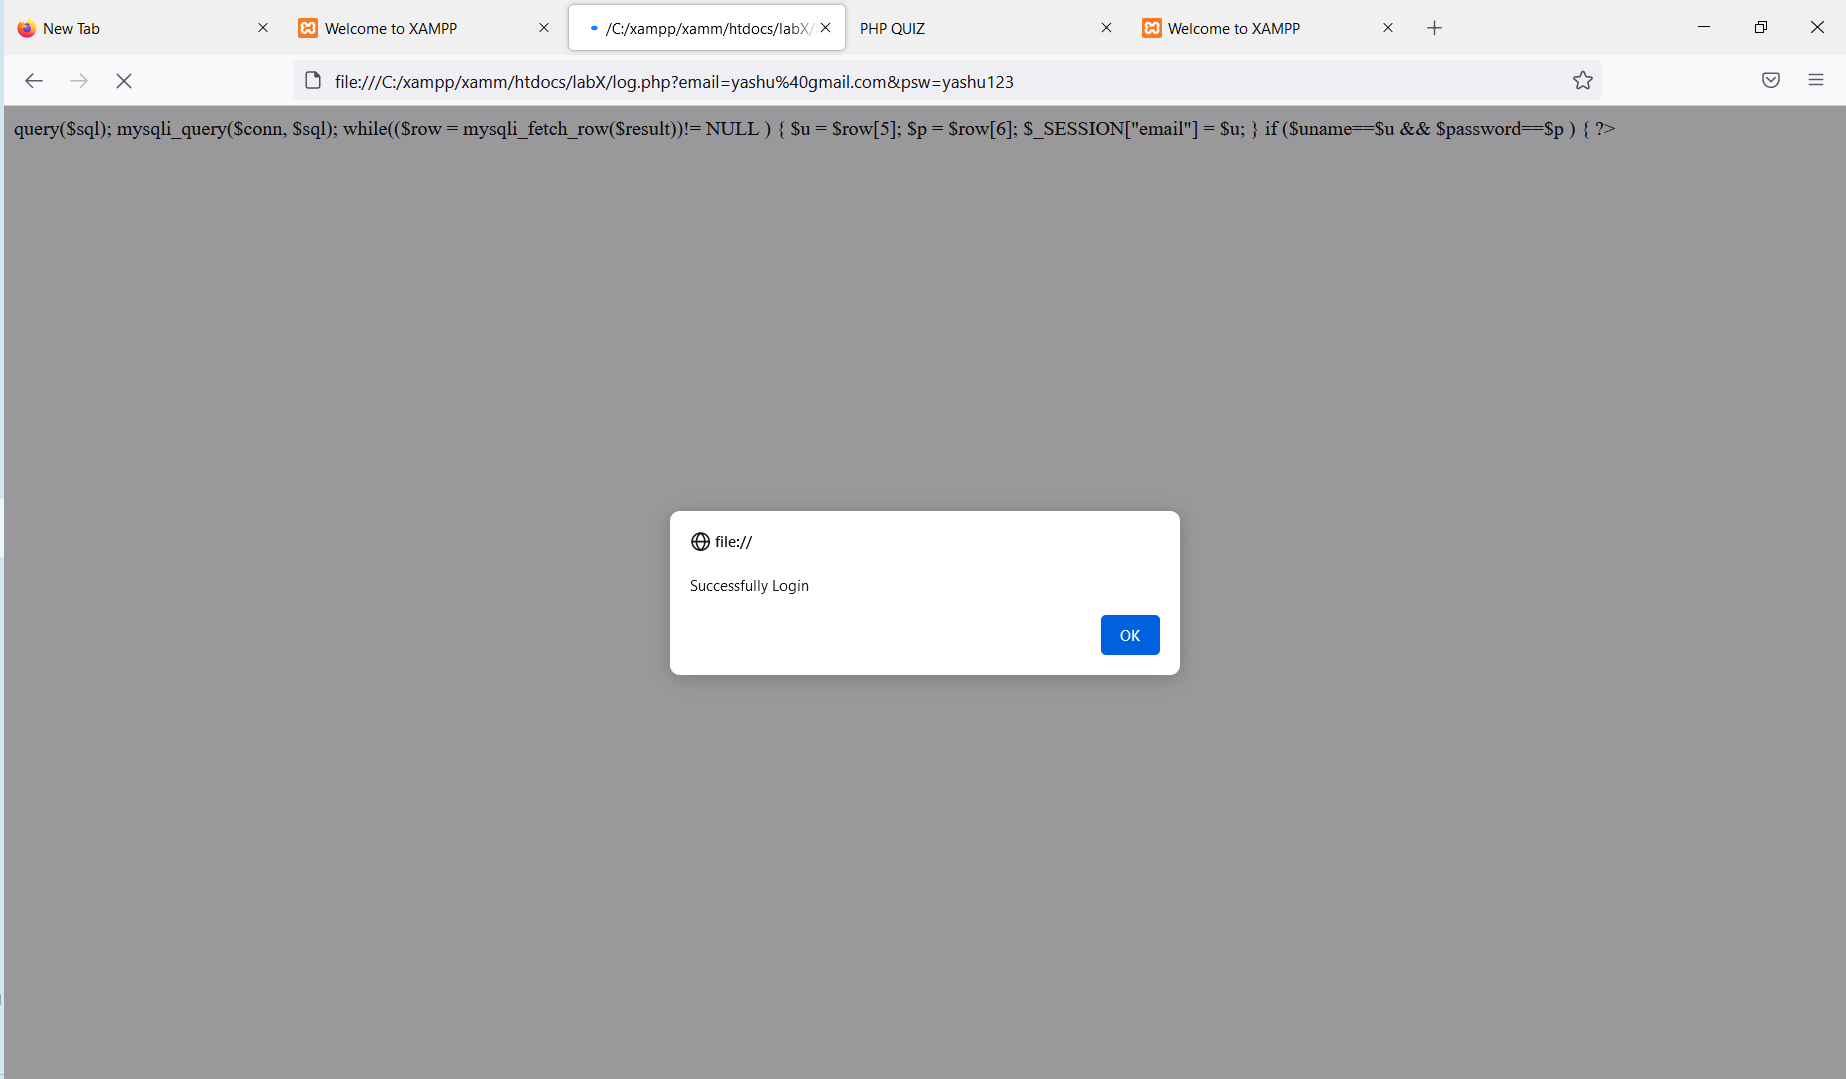 New Tab
Welcome to XAMPP
/C:/xampp/xamm/htdocs/labX/
PHP QUIZ
Welcome to XAMPP
file:///C:/xampp/xamm/htdocs/labX/log.php?email=yashu%40gmail.com&psw=yashu123
query($sql); mysqli_query($conn, $sql); while(($row = mysqli_fetch_row($result))!= NULL ) { $u = $row[5]; $p = $row[6]; $_SESSION["email"] = $u; } if ($uname==$u && $password==$p ) { ?>
file://
Successfully Login
OK